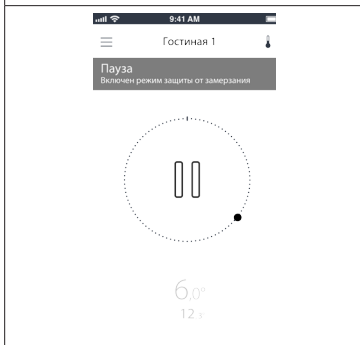 9:41 AM
Гостиная 1
Пауза
Включен режим защиты от замерзания
6,0°
12